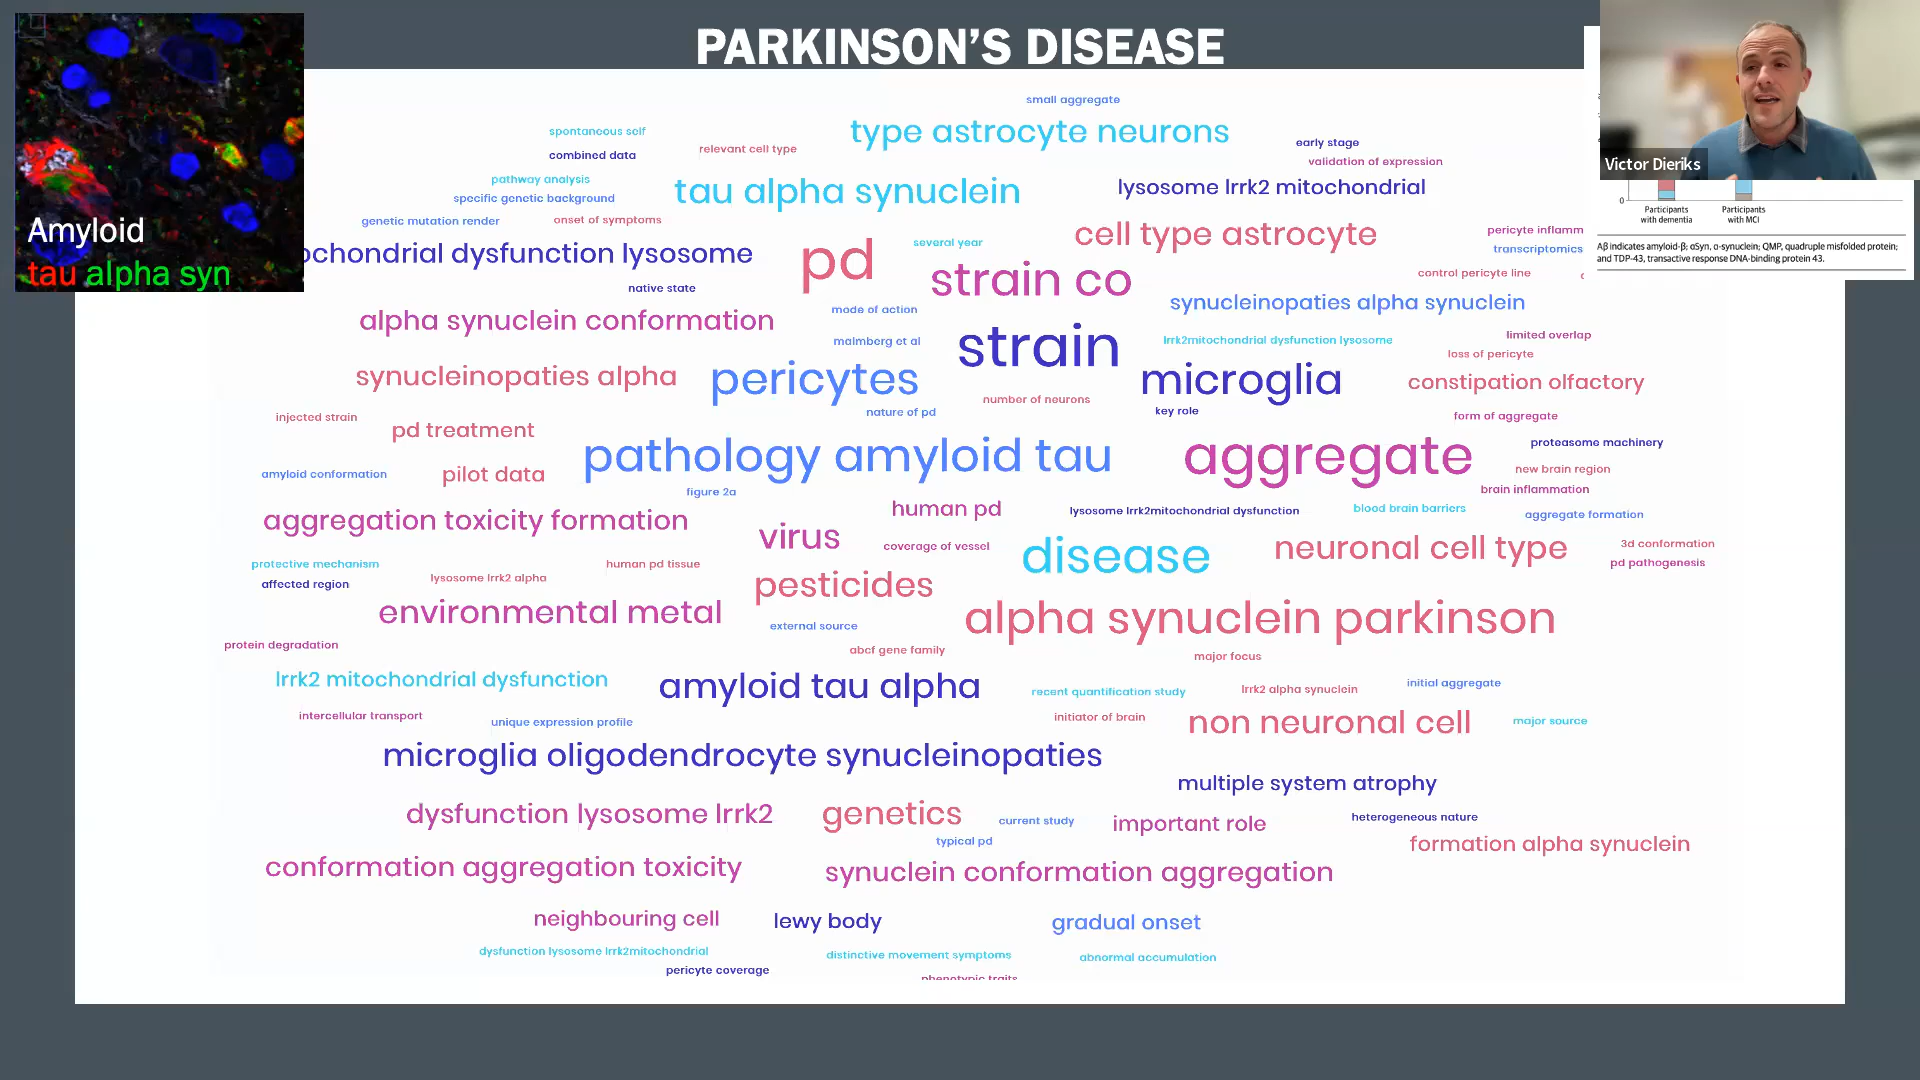 PARKINSON'S DISEASE
Amyloid
tau alpha syn
Victor Dieriks
0
Participants with dementia
Participants with MCI
Aβ indicates amyloid-β; αSyn, α-synuclein; QMP, quadruple misfolded protein;
and TDP-43, transactive response DNA-binding protein 43.
small aggregate
spontaneous self
type astrocyte neurons
early stage
combined data
relevant cell type
validation of expression
pathway analysis
tau alpha synuclein
lysosome lrrk2 mitochondrial
specific genetic background
genetic mutation render
onset of symptoms
cell type astrocyte
pericyte inflamm
ochondrial dysfunction lysosome
pd
several year
transcriptomics
strain co
control pericyte line
native state
mode of action
synucleinopaties alpha synuclein
alpha synuclein conformation
malmberg et al
strain
lrrk2mitochondrial dysfunction lysosome
limited overlap
loss of pericyte
synucleinopaties alpha
pericytes
microglia
constipation olfactory
number of neurons
injected strain
nature of pd
key role
form of aggregate
pd treatment
pathology amyloid tau
aggregate
proteasome machinery
amyloid conformation
pilot data
new brain region
figure 2a
brain inflammation
aggregation toxicity formation
human pd
lysosome lrrk2mitochondrial dysfunction
blood brain barriers
aggregate formation
virus
coverage of vessel
disease
neuronal cell type
3d conformation
protective mechanism
human pd tissue
pd pathogenesis
affected region
lysosome lrrk2 alpha
pesticides
environmental metal
external source
alpha synuclein parkinson
protein degradation
abcf gene family
major focus
lrrk2 mitochondrial dysfunction
amyloid tau alpha
recent quantification study
lrrk2 alpha synuclein
initial aggregate
intercellular transport
unique expression profile
initiator of brain
non neuronal cell
major source
microglia oligodendrocyte synucleinopaties
multiple system atrophy
dysfunction lysosome lrrk2
genetics
current study
important role
heterogeneous nature
typical pd
formation alpha synuclein
conformation aggregation toxicity
synuclein conformation aggregation
neighbouring cell
lewy body
gradual onset
dysfunction lysosome lrrk2mitochondrial
distinctive movement symptoms
abnormal accumulation
pericyte coverage
phenotypic traits